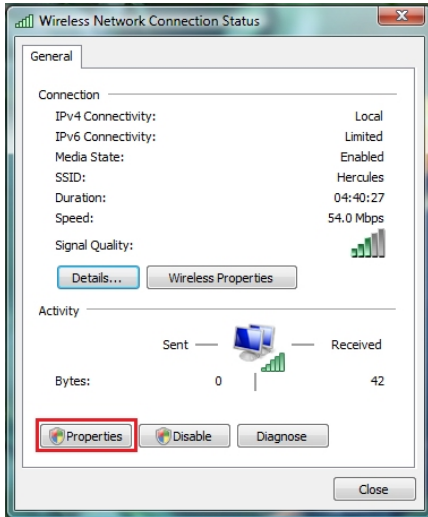 Wireless Network Connection Status
General
Connection
IPv4 Connectivity: Local
IPv6 Connectivity: Limited
Media State: Enabled
SSID: Hercules
Duration: 04:40:27
Speed: 54.0 Mbps
Signal Quality:
Details... Wireless Properties
Activity
Sent Received
Bytes: 0 42
Properties Disable Diagnose
Close